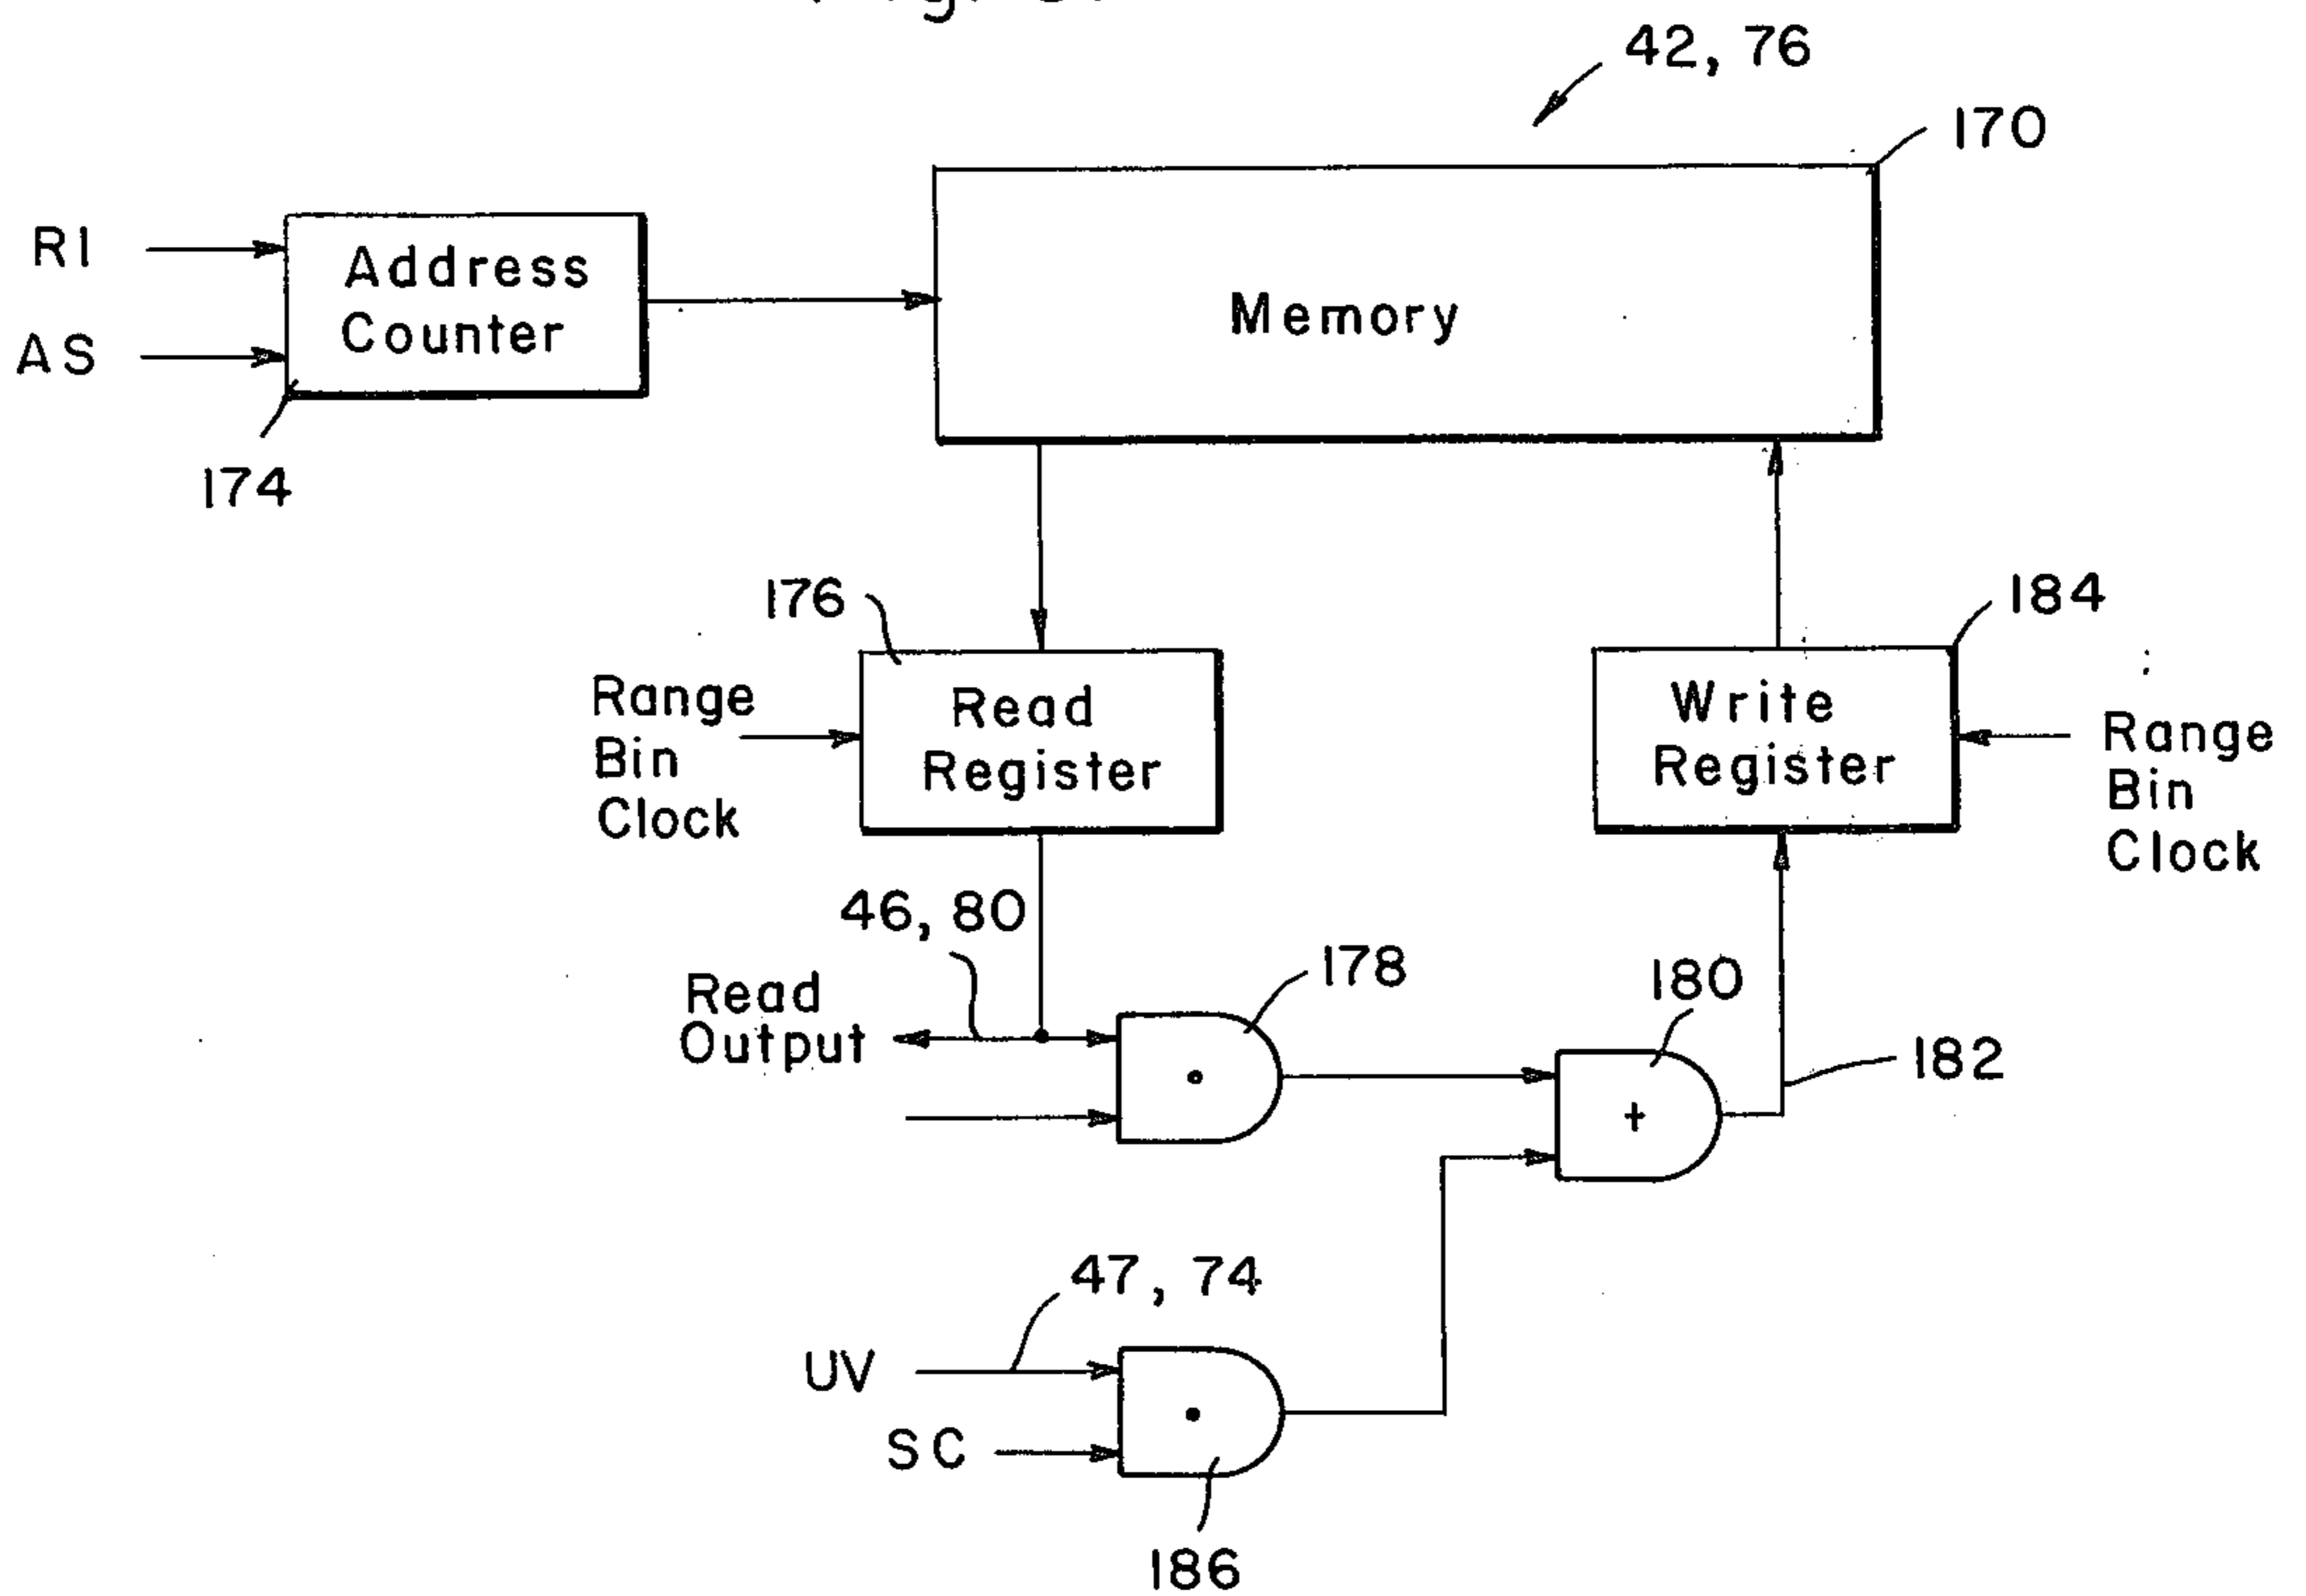 42, 76
170
RI
Address
Counter
AS
Memory
174
176
184
Range
Bin
Clock
Read
Register
Write
Register
Range
Bin
Clock
46, 80
178
180
Read
Output
182
47, 74
UV
SC
186